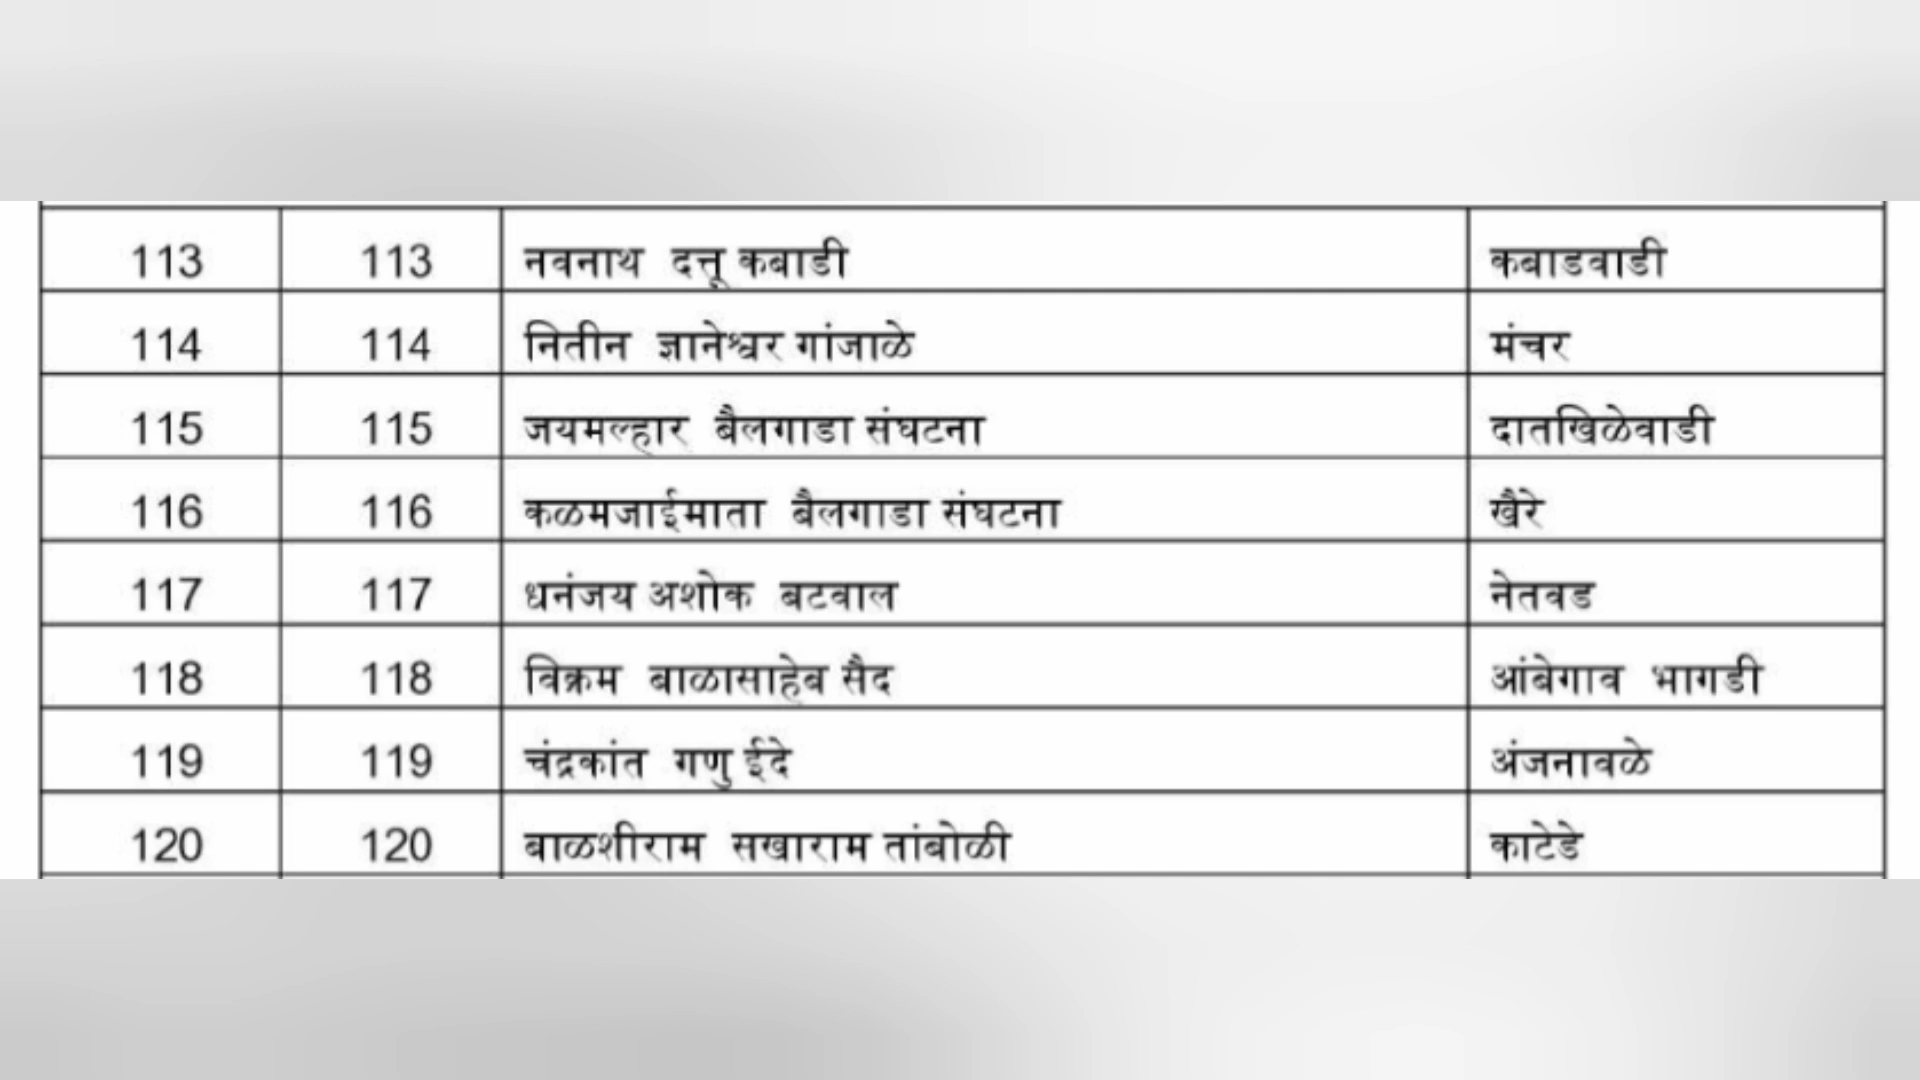 113 113 नवनाथ दत्तू कबाडी कबाडवाडी
114 114 नितीन ज्ञानेश्वर गांजाळे मंचर
115 115 जयमल्हार बैलगाडा संघटना दातखिळेवाडी
116 116 कळमजाईमाता बैलगाडा संघटना खैरे
117 117 धनंजय अशोक बटवाल नेतवड
118 118 विक्रम बाळासाहेब सैद आंबेगाव भागडी
119 119 चंद्रकांत गणु ईदे अंजनावळे
120 120 बाळशीराम सखाराम तांबोळी काटेडे